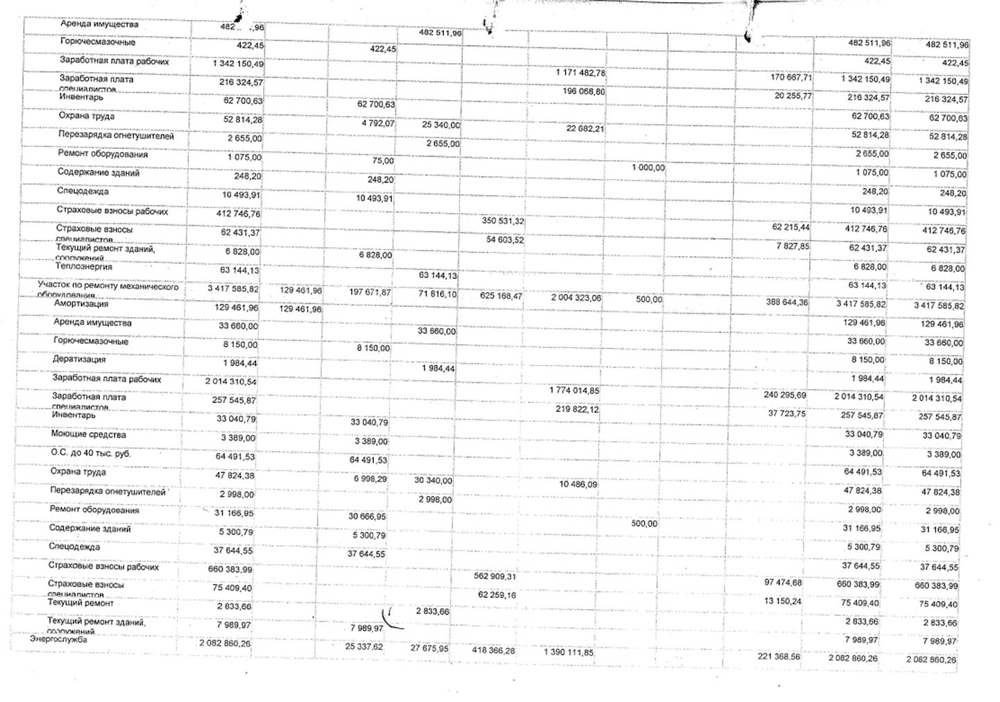 Аренда имущества 482 ,96 482 511,96 482 511,96 482 511,96
Горючесмазочные 422,45 422,45 422,45 422,45
Заработная плата рабочих 1 342 150,49 1 171 482,78 170 667,71 1 342 150,49 1 342 150,49
Заработная плата 216 324,57 196 068,80 20 255,77 216 324,57 216 324,57
специалистов
Инвентарь 62 700,63 62 700,63 62 700,63 62 700,63
Охрана труда 52 814,28 4 792,07 25 340,00 22 682,21 52 814,28 52 814,28
Перезарядка огнетушителей 2 655,00 2 655,00 2 655,00 2 655,00
Ремонт оборудования 1 075,00 75,00 1 000,00 1 075,00 1 075,00
Содержание зданий 248,20 248,20 248,20 248,20
Спецодежда 10 493,91 10 493,91 10 493,91 10 493,91
Страховые взносы рабочих 412 746,76 350 531,32 62 215,44 412 746,76 412 746,76
Страховые взносы 62 431,37 54 603,52 7 827,85 62 431,37 62 431,37
специалистов
Текущий ремонт зданий, 6 828,00 6 828,00 6 828,00 6 828,00
сооружений
Теплоэнергия 63 144,13 63 144,13 63 144,13 63 144,13
Участок по ремонту механического 3 417 585,82 129 461,96 197 671,87 71 816,10 625 168,47 2 004 323,06 500,00 388 644,36 3 417 585,82 3 417 585,82
оборудования
Амортизация 129 461,96 129 461,96 129 461,96 129 461,96
Аренда имущества 33 660,00 33 660,00 33 660,00 33 660,00
Горючесмазочные 8 150,00 8 150,00 8 150,00 8 150,00
Дератизация 1 984,44 1 984,44 1 984,44 1 984,44
Заработная плата рабочих 2 014 310,54 1 774 014,85 240 295,69 2 014 310,54 2 014 310,54
Заработная плата 257 545,87 219 822,12 37 723,75 257 545,87 257 545,87
специалистов
Инвентарь 33 040,79 33 040,79 33 040,79 33 040,79
Моющие средства 3 389,00 3 389,00 3 389,00 3 389,00
О.С. до 40 тыс. руб. 64 491,53 64 491,53 64 491,53 64 491,53
Охрана труда 47 824,38 6 998,29 30 340,00 10 486,09 47 824,38 47 824,38
Перезарядка огнетушителей 2 998,00 2 998,00 2 998,00 2 998,00
Ремонт оборудования 31 166,95 30 666,95 500,00 31 166,95 31 166,95
Содержание зданий 5 300,79 5 300,79 5 300,79 5 300,79
Спецодежда 37 644,55 37 644,55 37 644,55 37 644,55
Страховые взносы рабочих 660 383,99 562 909,31 97 474,68 660 383,99 660 383,99
Страховые взносы 75 409,40 62 259,16 13 150,24 75 409,40 75 409,40
специалистов
Текущий ремонт 2 833,66 2 833,66 2 833,66 2 833,66
Текущий ремонт зданий, 7 989,97 7 989,97 7 989,97 7 989,97
сооружений
Энергослужба 2 082 860,26 25 337,62 27 675,95 418 366,28 1 390 111,85 221 368,56 2 082 860,26 2 082 860,26